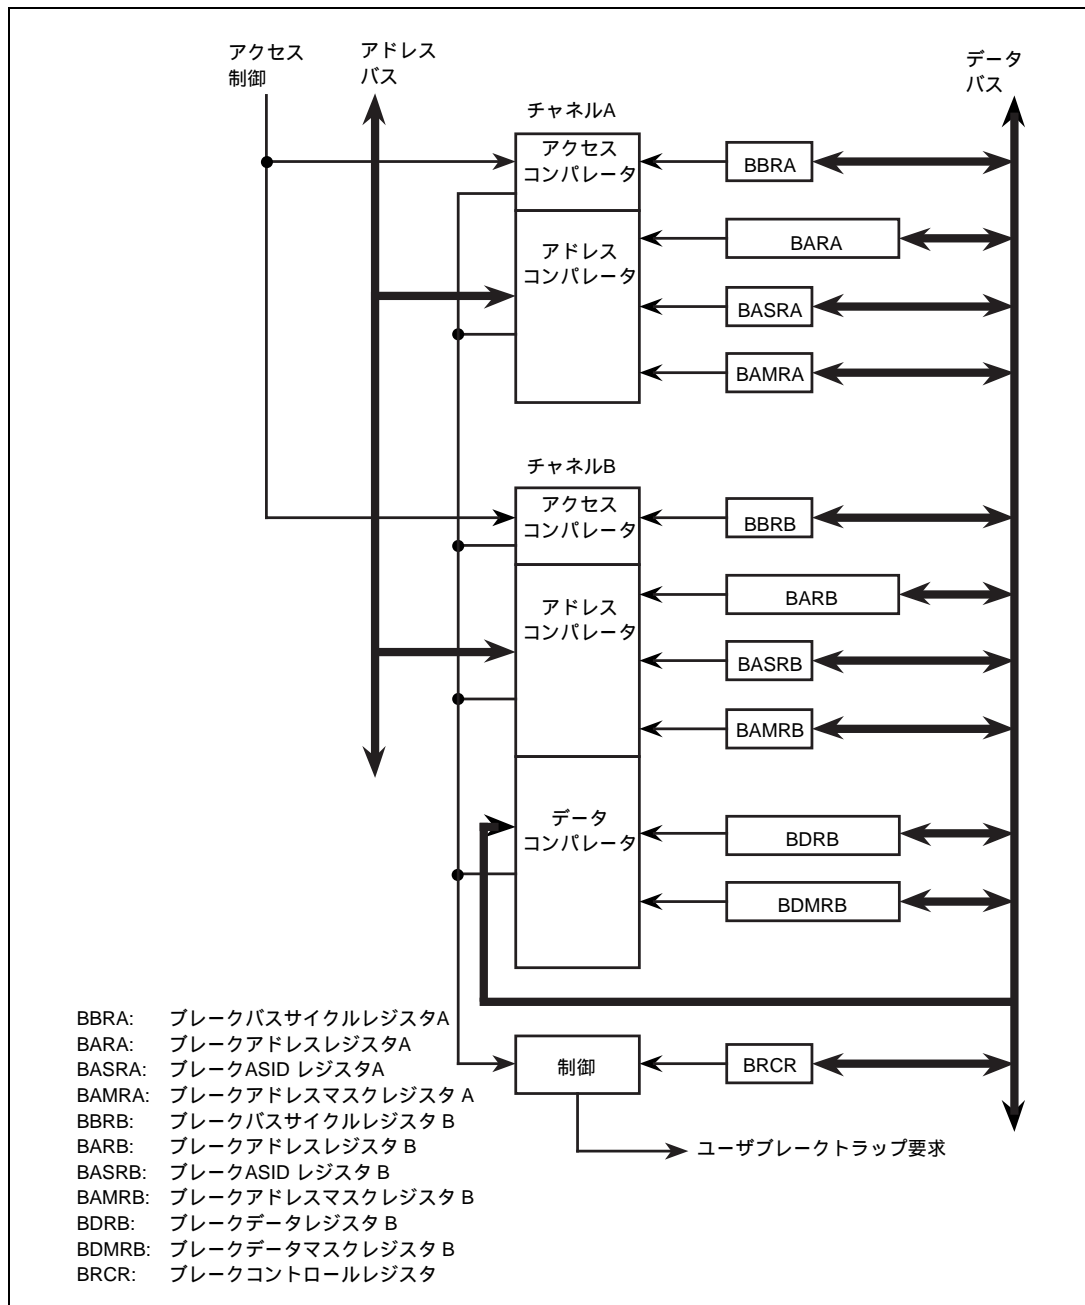 アクセス
制御
アドレス
バス
データ
バス
チャネルA
アクセス
コンパレータ
BBRA
アドレス
コンパレータ
BARA
BASRA
BAMRA
チャネルB
アクセス
コンパレータ
BBRB
アドレス
コンパレータ
BARB
BASRB
BAMRB
データ
コンパレータ
BDRB
BDMRB
制御
BRCR
ユーザブレークトラップ要求
BBRA: ブレークバスサイクルレジスタA
BARA: ブレークアドレスレジスタA
BASRA: ブレークASID レジスタA
BAMRA: ブレークアドレスマスクレジスタ A
BBRB: ブレークバスサイクルレジスタ B
BARB: ブレークアドレスレジスタ B
BASRB: ブレークASID レジスタ B
BAMRB: ブレークアドレスマスクレジスタ B
BDRB: ブレークデータレジスタ B
BDMRB: ブレークデータマスクレジスタ B
BRCR: ブレークコントロールレジスタ